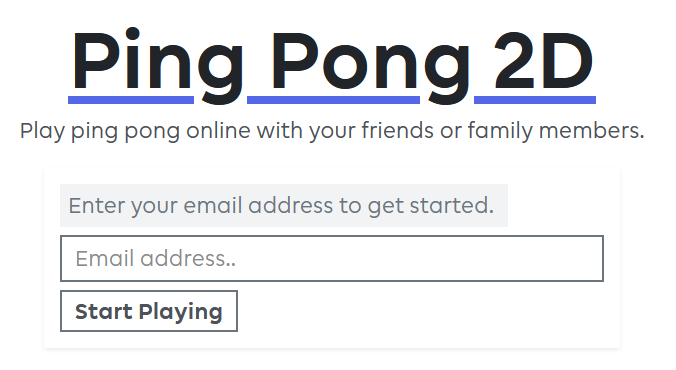 Ping Pong 2D
Play ping pong online with your friends or family members.
Enter your email address to get started.
Email address..
Start Playing